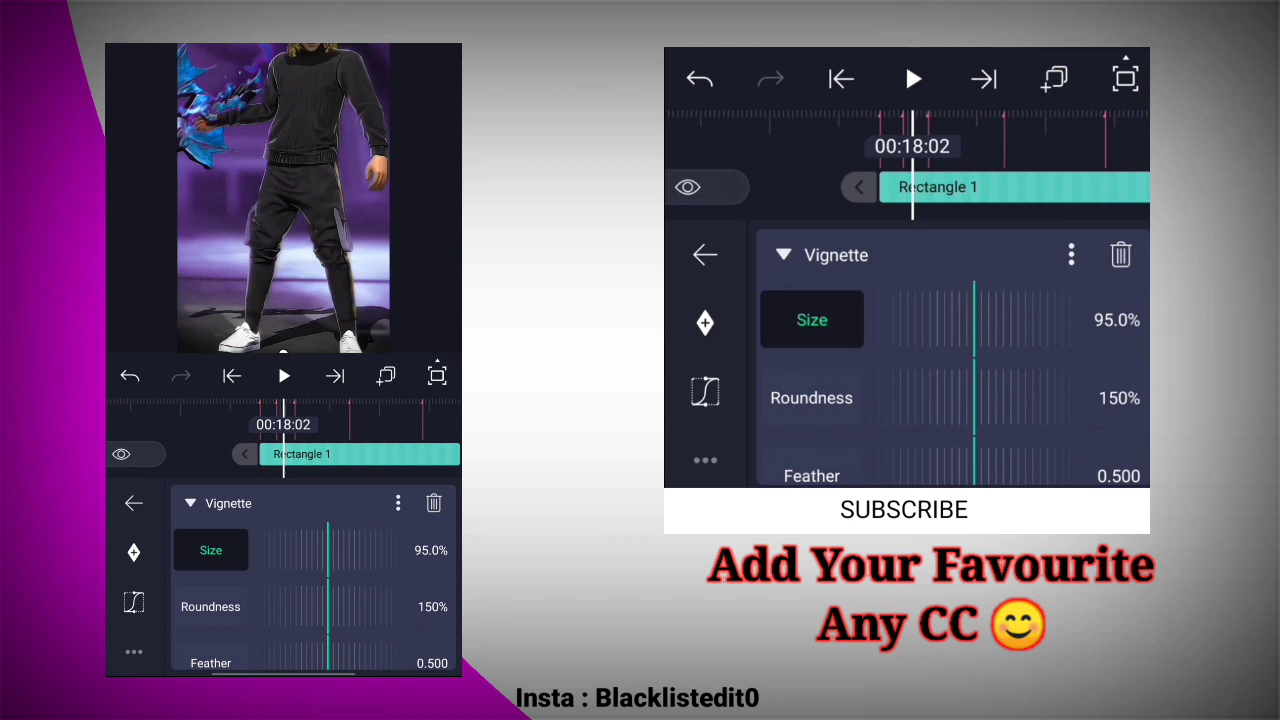 00:18:02
Rectangle 1
Vignette
Size
95.0%
Roundness
150%
Feather
0.500
00:18:02
Rectangle 1
Vignette
Size
95.0%
Roundness
150%
Feather
0.500
SUBSCRIBE
Add Your Favourite
Any CC 😊
Insta : Blacklistedit0